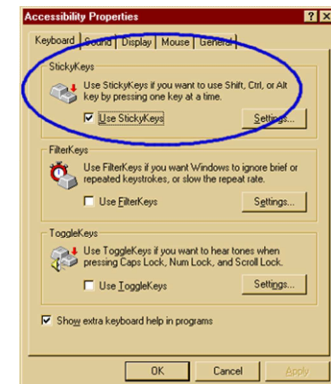 Accessibility Properties
Keyboard Sound Display Mouse General
StickyKeys
Use StickyKeys if you want to use Shift, Ctrl, or Alt
key by pressing one key at a time.
Use StickyKeys Settings...
FilterKeys
Use FilterKeys if you want Windows to ignore brief or
repeated keystrokes, or slow the repeat rate.
Use FilterKeys Settings...
ToggleKeys
Use ToggleKeys if you want to hear tones when
pressing Caps Lock, Num Lock, and Scroll Lock.
Use ToggleKeys Settings...
Show extra keyboard help in programs
OK Cancel Apply